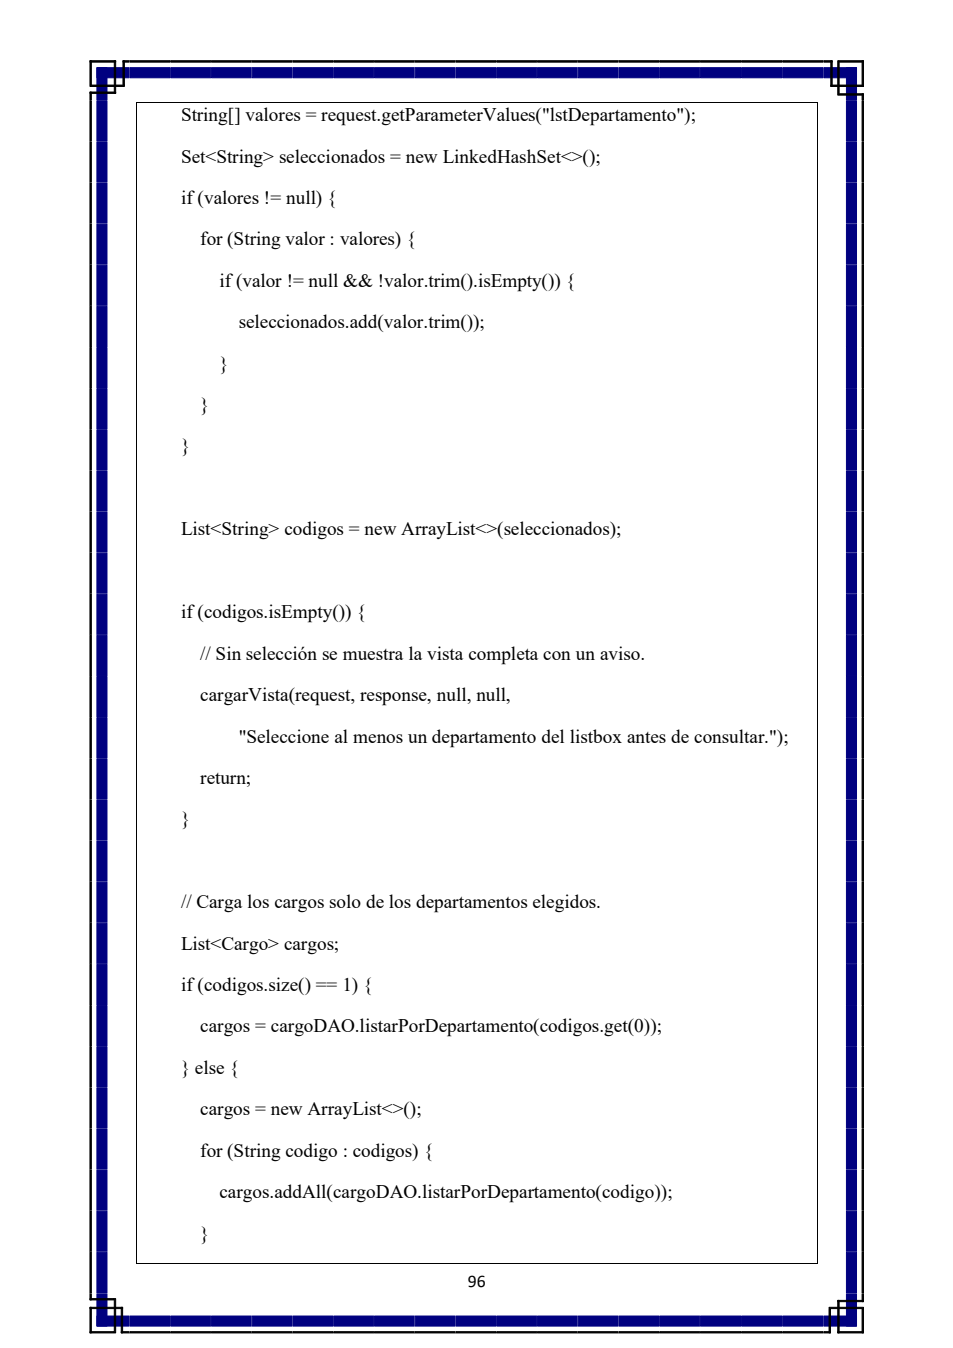 String[] valores = request.getParameterValues("lstDepartamento");
Set<String> seleccionados = new LinkedHashSet<>();
if (valores != null) {
for (String valor : valores) {
if (valor != null && !valor.trim().isEmpty()) {
seleccionados.add(valor.trim());
}
}
}
List<String> codigos = new ArrayList<>(seleccionados);
if (codigos.isEmpty()) {
// Sin selección se muestra la vista completa con un aviso.
cargarVista(request, response, null, null,
"Seleccione al menos un departamento del listbox antes de consultar.");
return;
}
// Carga los cargos solo de los departamentos elegidos.
List<Cargo> cargos;
if (codigos.size() == 1) {
cargos = cargoDAO.listarPorDepartamento(codigos.get(0));
} else {
cargos = new ArrayList<>();
for (String codigo : codigos) {
cargos.addAll(cargoDAO.listarPorDepartamento(codigo));
}
96